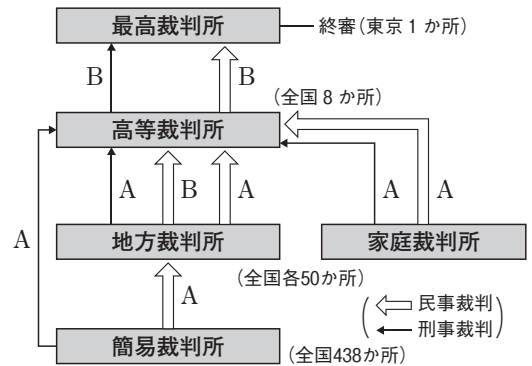 最高裁判所
終審(東京1か所)
B
B
(全国8か所)
高等裁判所
A
A
B
A
A
A
地方裁判所
家庭裁判所
(全国各50か所)
A
民事裁判
刑事裁判
簡易裁判所
(全国438か所)